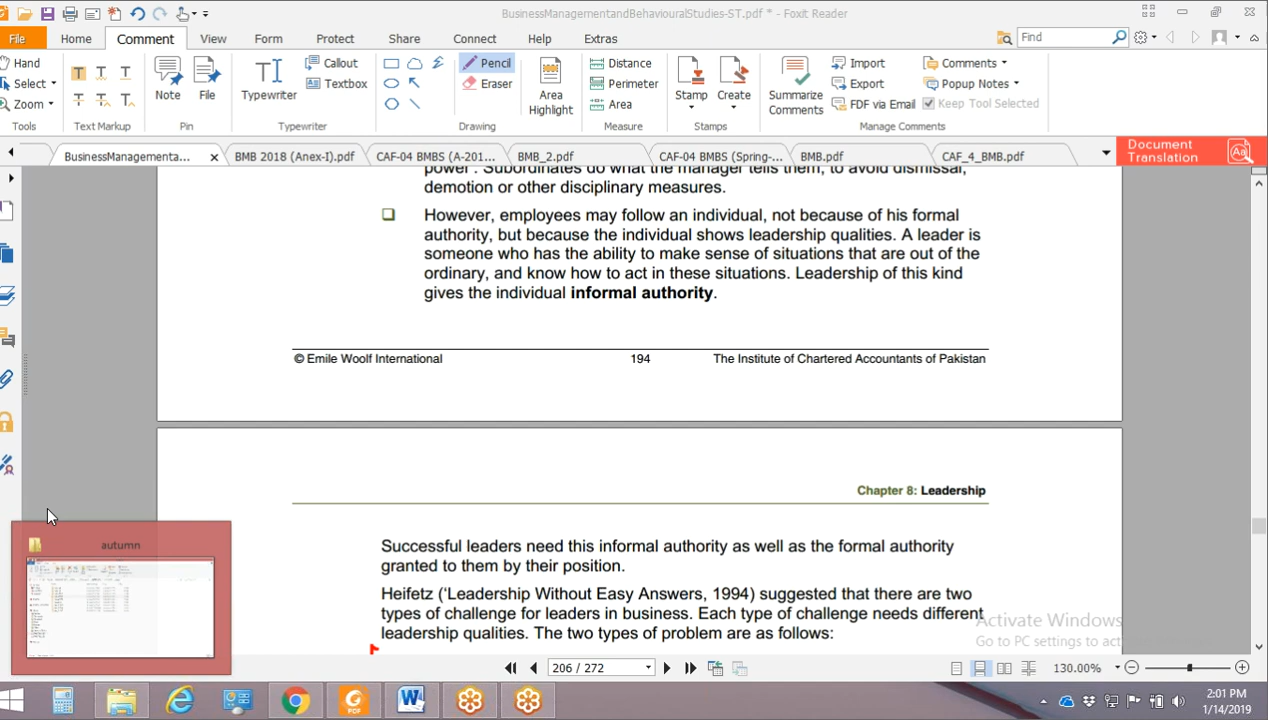 BusinessManagementandBehaviouralStudies-ST.pdf * - Foxit Reader
File Home Comment View Form Protect Share Connect Help Extras
Find
Hand
Select
Zoom
Tools
T T T
T T T
Text Markup
Note
File
Pin
Typewriter
Callout
Textbox
Typewriter
Pencil
Eraser
Area
Highlight
Drawing
Distance
Perimeter
Area
Measure
Stamp
Create
Stamps
Summarize
Comments
Import
Export
FDF via Email
Comments
Popup Notes
Keep Tool Selected
Manage Comments
BusinessManagementa... BMB 2018 (Anex-I).pdf CAF-04 BMBS (A-201... BMB_2.pdf CAF-04 BMBS (Spring-... BMB.pdf CAF_4_BMB.pdf
Document
Translation
power'. Subordinates do what the manager tells them, to avoid dismissal,
demotion or other disciplinary measures.
However, employees may follow an individual, not because of his formal
authority, but because the individual shows leadership qualities. A leader is
someone who has the ability to make sense of situations that are out of the
ordinary, and know how to act in these situations. Leadership of this kind
gives the individual informal authority.
© Emile Woolf International 194 The Institute of Chartered Accountants of Pakistan
Chapter 8: Leadership
Successful leaders need this informal authority as well as the formal authority
granted to them by their position.
Heifetz ('Leadership Without Easy Answers, 1994) suggested that there are two
types of challenge for leaders in business. Each type of challenge needs different
leadership qualities. The two types of problem are as follows:
autumn
Activate Windows
Go to PC settings to act
206 / 272
130.00%
PDF
2:01 PM
1/14/2019